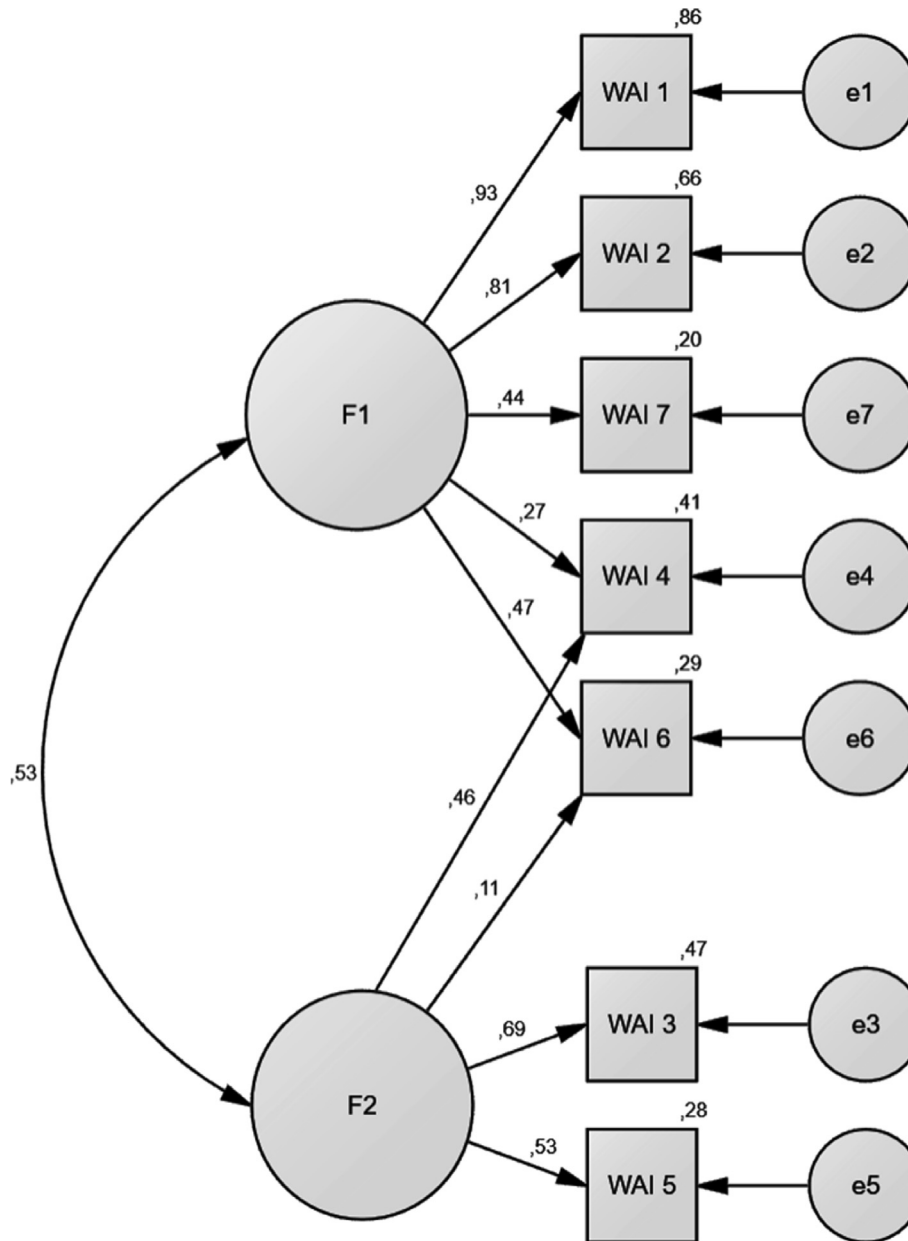 ,86
WAI 1
e1
,93
,66
WAI 2
e2
,81
,20
F1
,44
WAI 7
e7
,41
,27
WAI 4
e4
,47
,29
WAI 6
e6
,53
,46
,11
,47
,69
WAI 3
e3
F2
,28
,53
WAI 5
e5